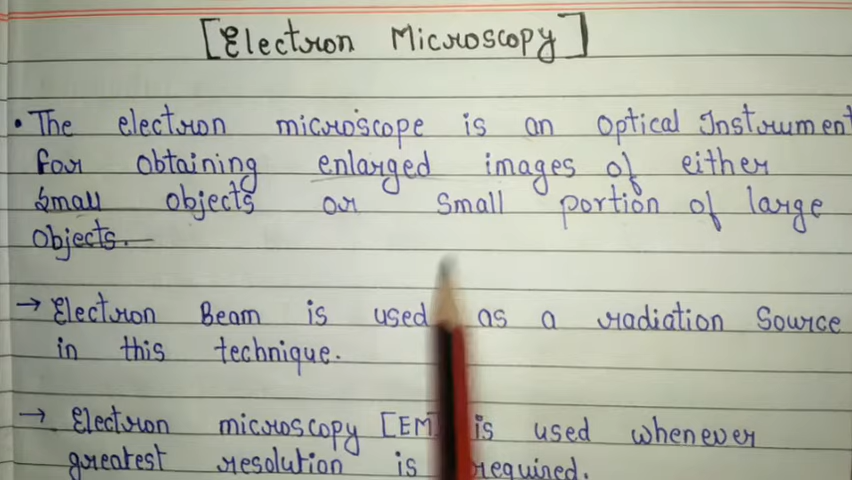 [Electron Microscopy]
• The electron microscope is an optical Instrument
for obtaining enlarged images of either
small objects or small portion of large
objects.
→ Electron Beam is used as a radiation source
in this technique.
→ Electron microscopy [EM] is used whenever
greatest resolution is required.